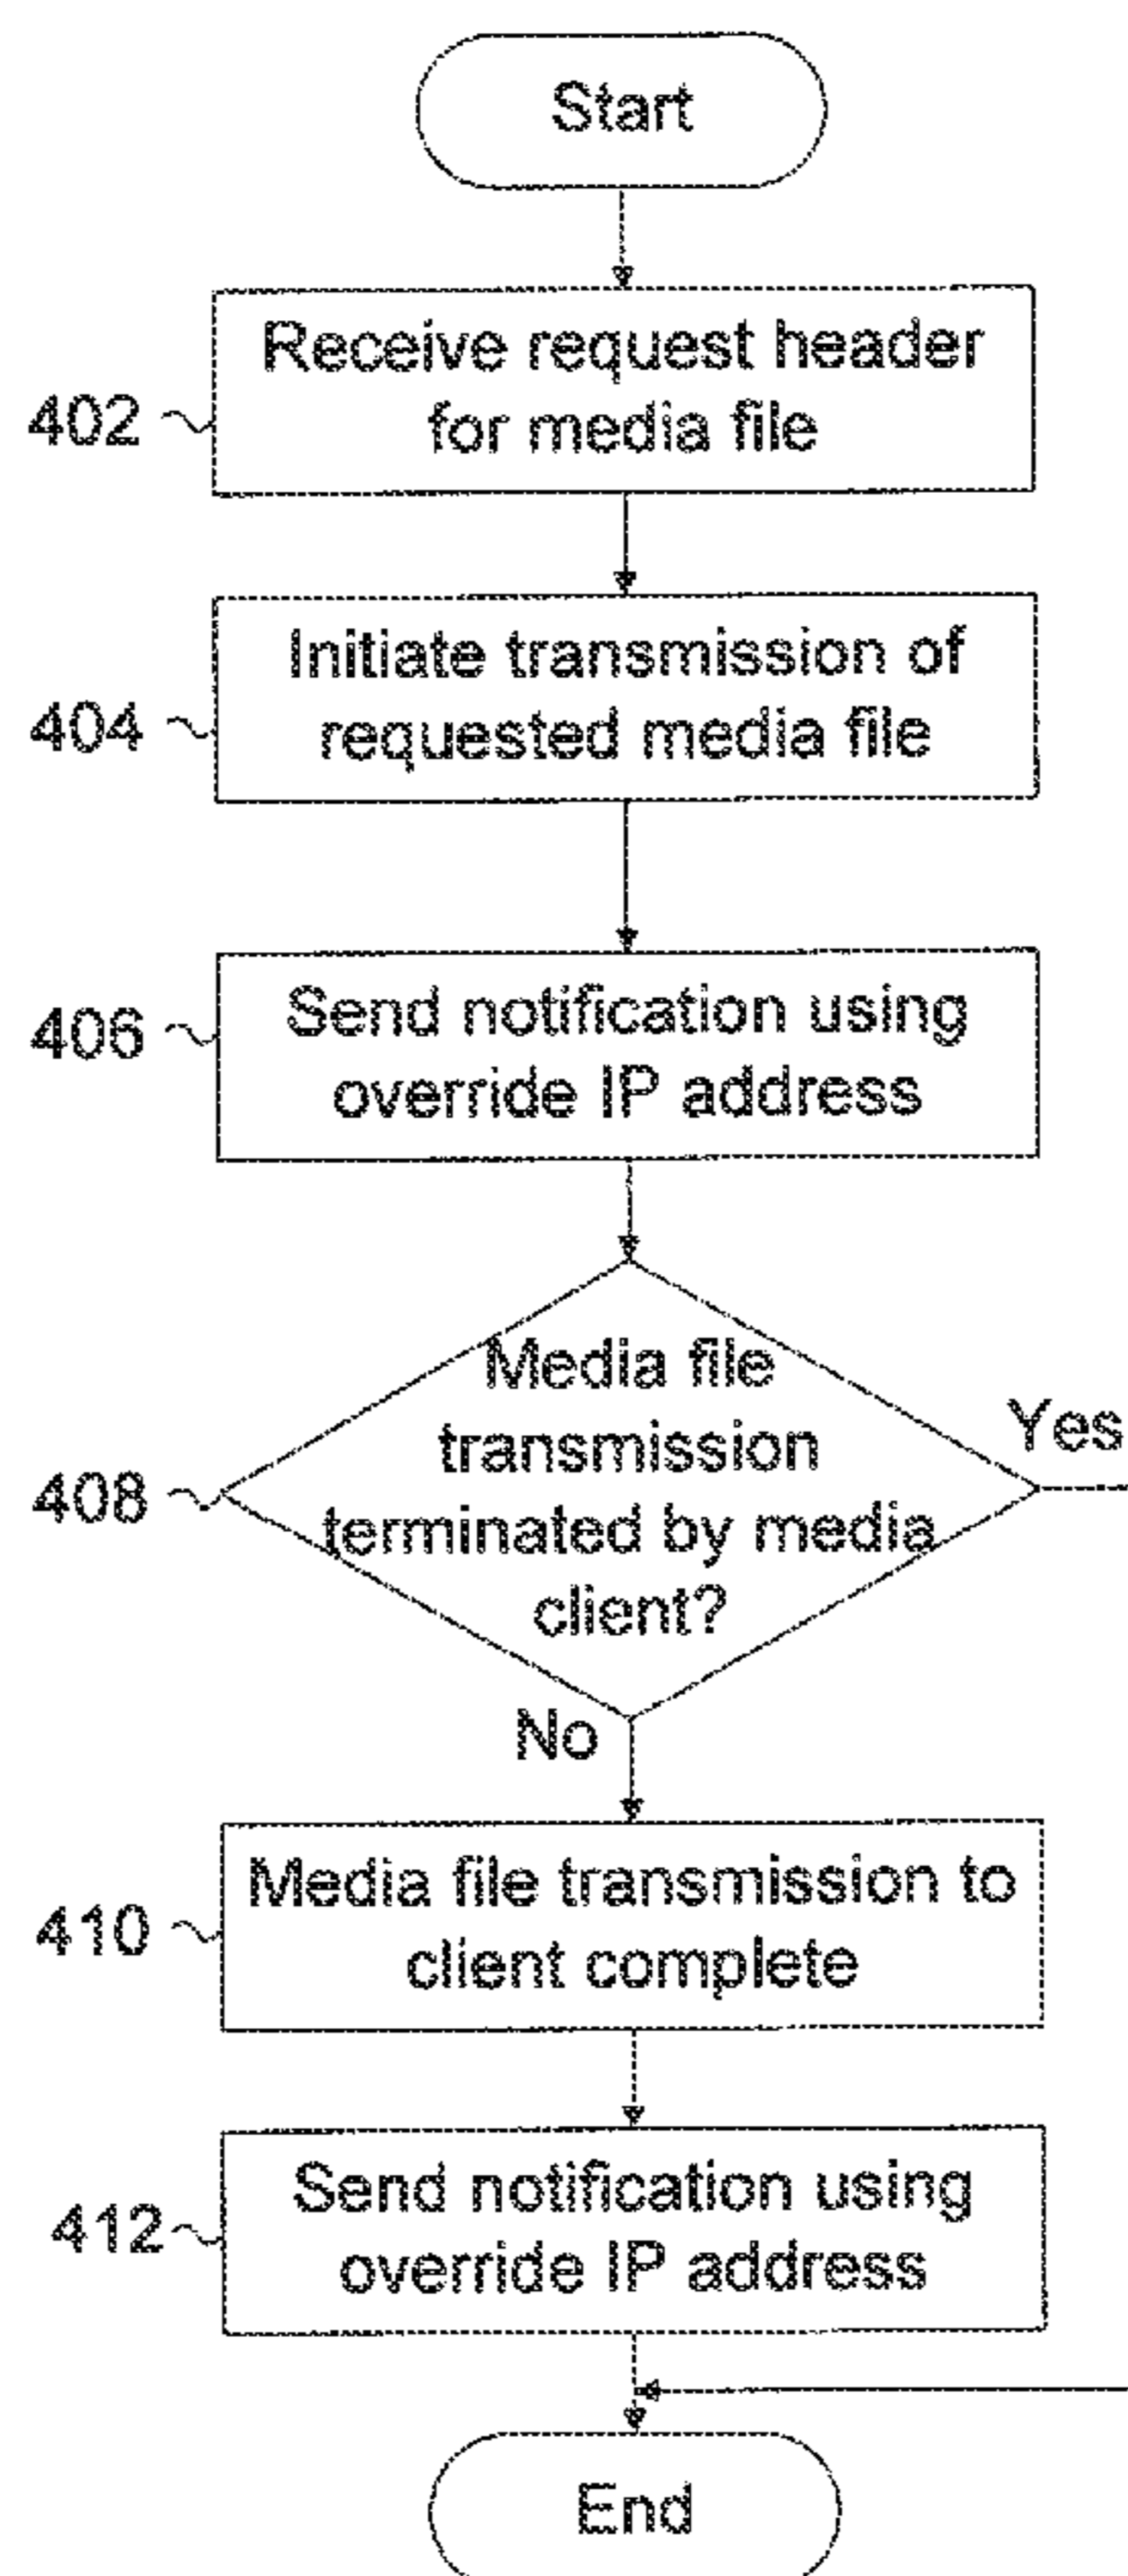 Start
Receive request header
for media file
402
Initiate transmission of
requested media file
404
Send notification using
override IP address
406
Media file
transmission
terminated by media
client?
408
Yes
No
Media file transmission to
client complete
410
Send notification using
override IP address
412
End